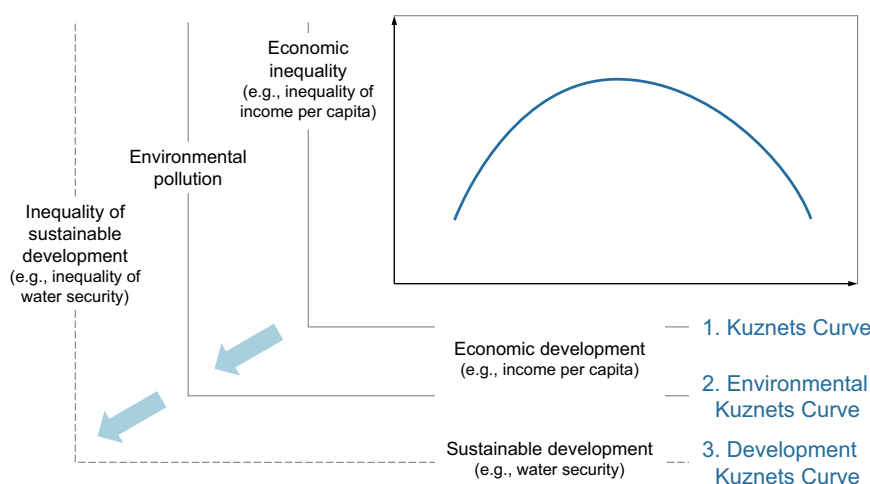 Economic
inequality
(e.g., inequality of
income per capita)
Environmental
pollution
Inequality of
sustainable
development
(e.g., inequality of
water security)
1. Kuznets Curve
Economic development
(e.g., income per capita)
2. Environmental
Kuznets Curve
Sustainable development
(e.g., water security)
3. Development
Kuznets Curve